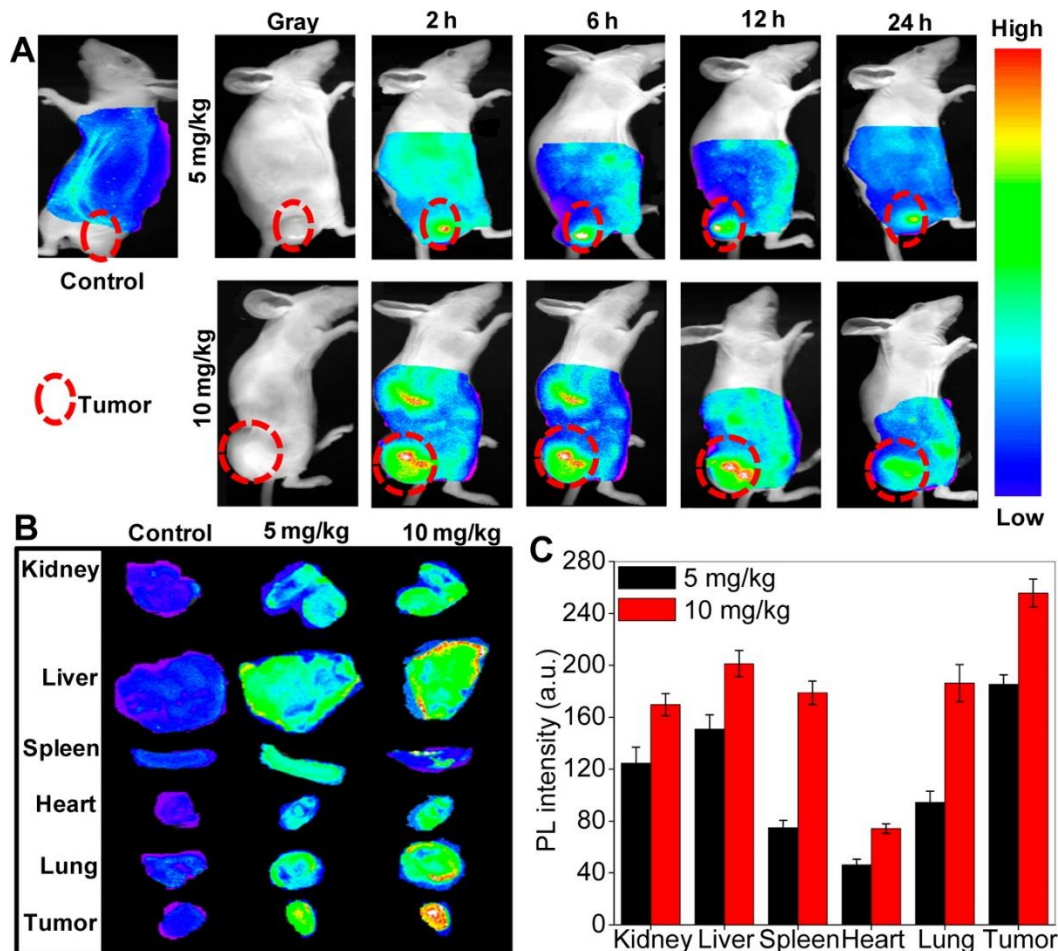 A
Gray
2 h
6 h
12 h
24 h
High
5 mg/kg
Control
10 mg/kg
Tumor
Low
B
Control
5 mg/kg
10 mg/kg
Kidney
Liver
Spleen
Heart
Lung
Tumor
C
280
240
200
160
120
80
40
0
PL intensity (a.u.)
5 mg/kg
10 mg/kg
Kidney Liver Spleen Heart Lung Tumor